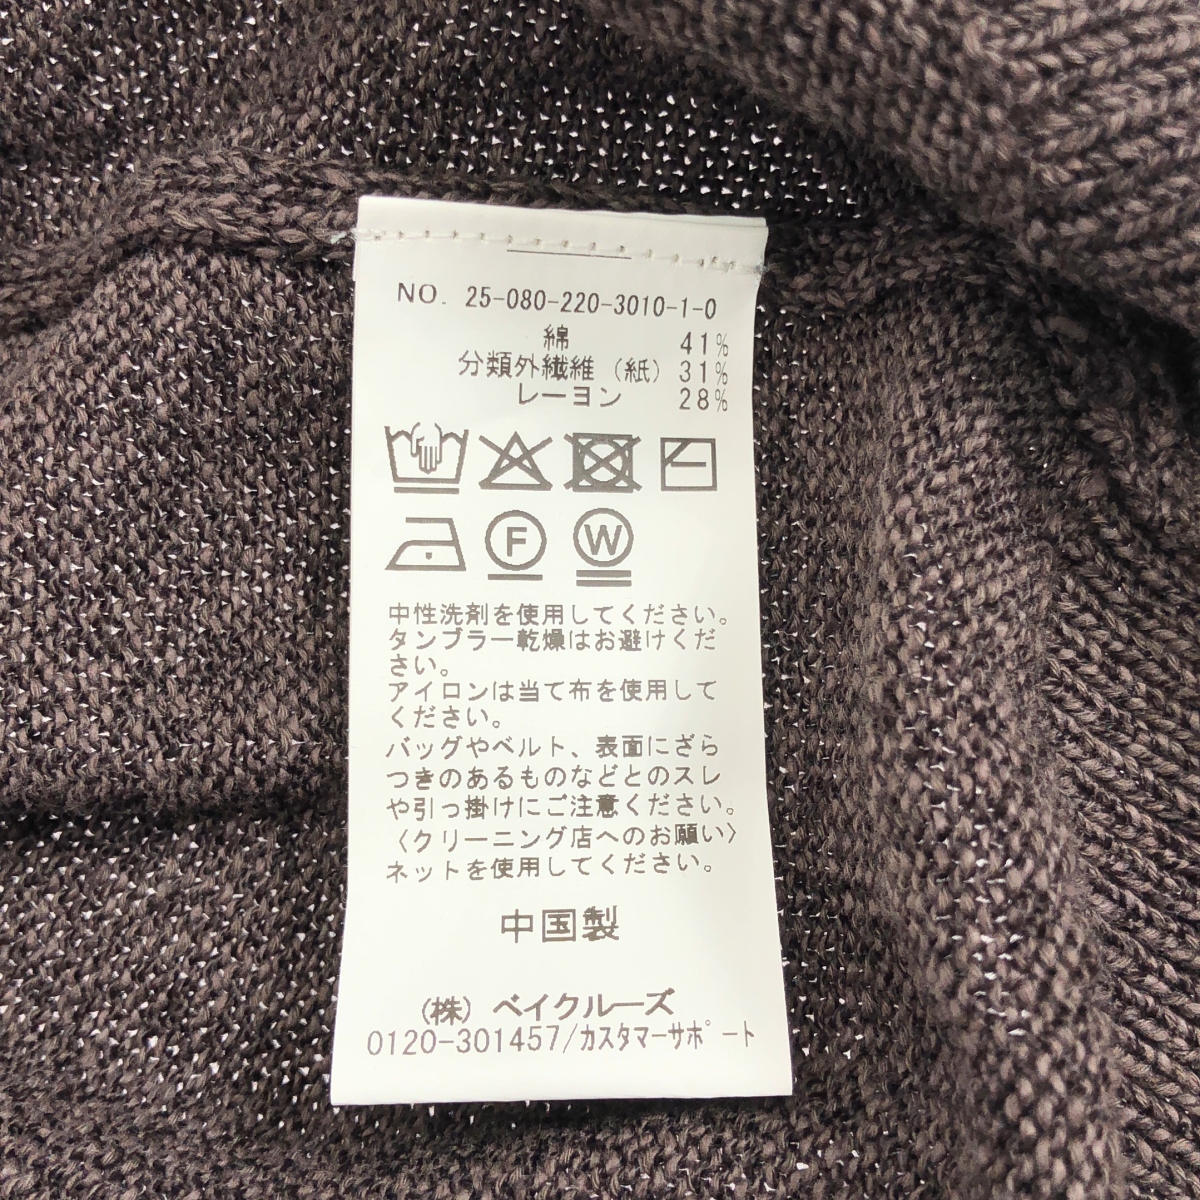 NO. 25-080-220-3010-1-0
綿 41%
分類外繊維（紙） 31%
レーヨン 28%
F W
中性洗剤を使用してください。
タンブラー乾燥はお避けくだ
さい。
アイロンは当て布を使用して
ください。
バッグやベルト、表面にざら
つきのあるものなどとのスレ
や引っ掛けにご注意ください。
〈クリーニング店へのお願い〉
ネットを使用してください。
中国製
（株）ベイクルーズ
0120-301457/ｶｽﾀﾏｰｻﾎﾟｰﾄ